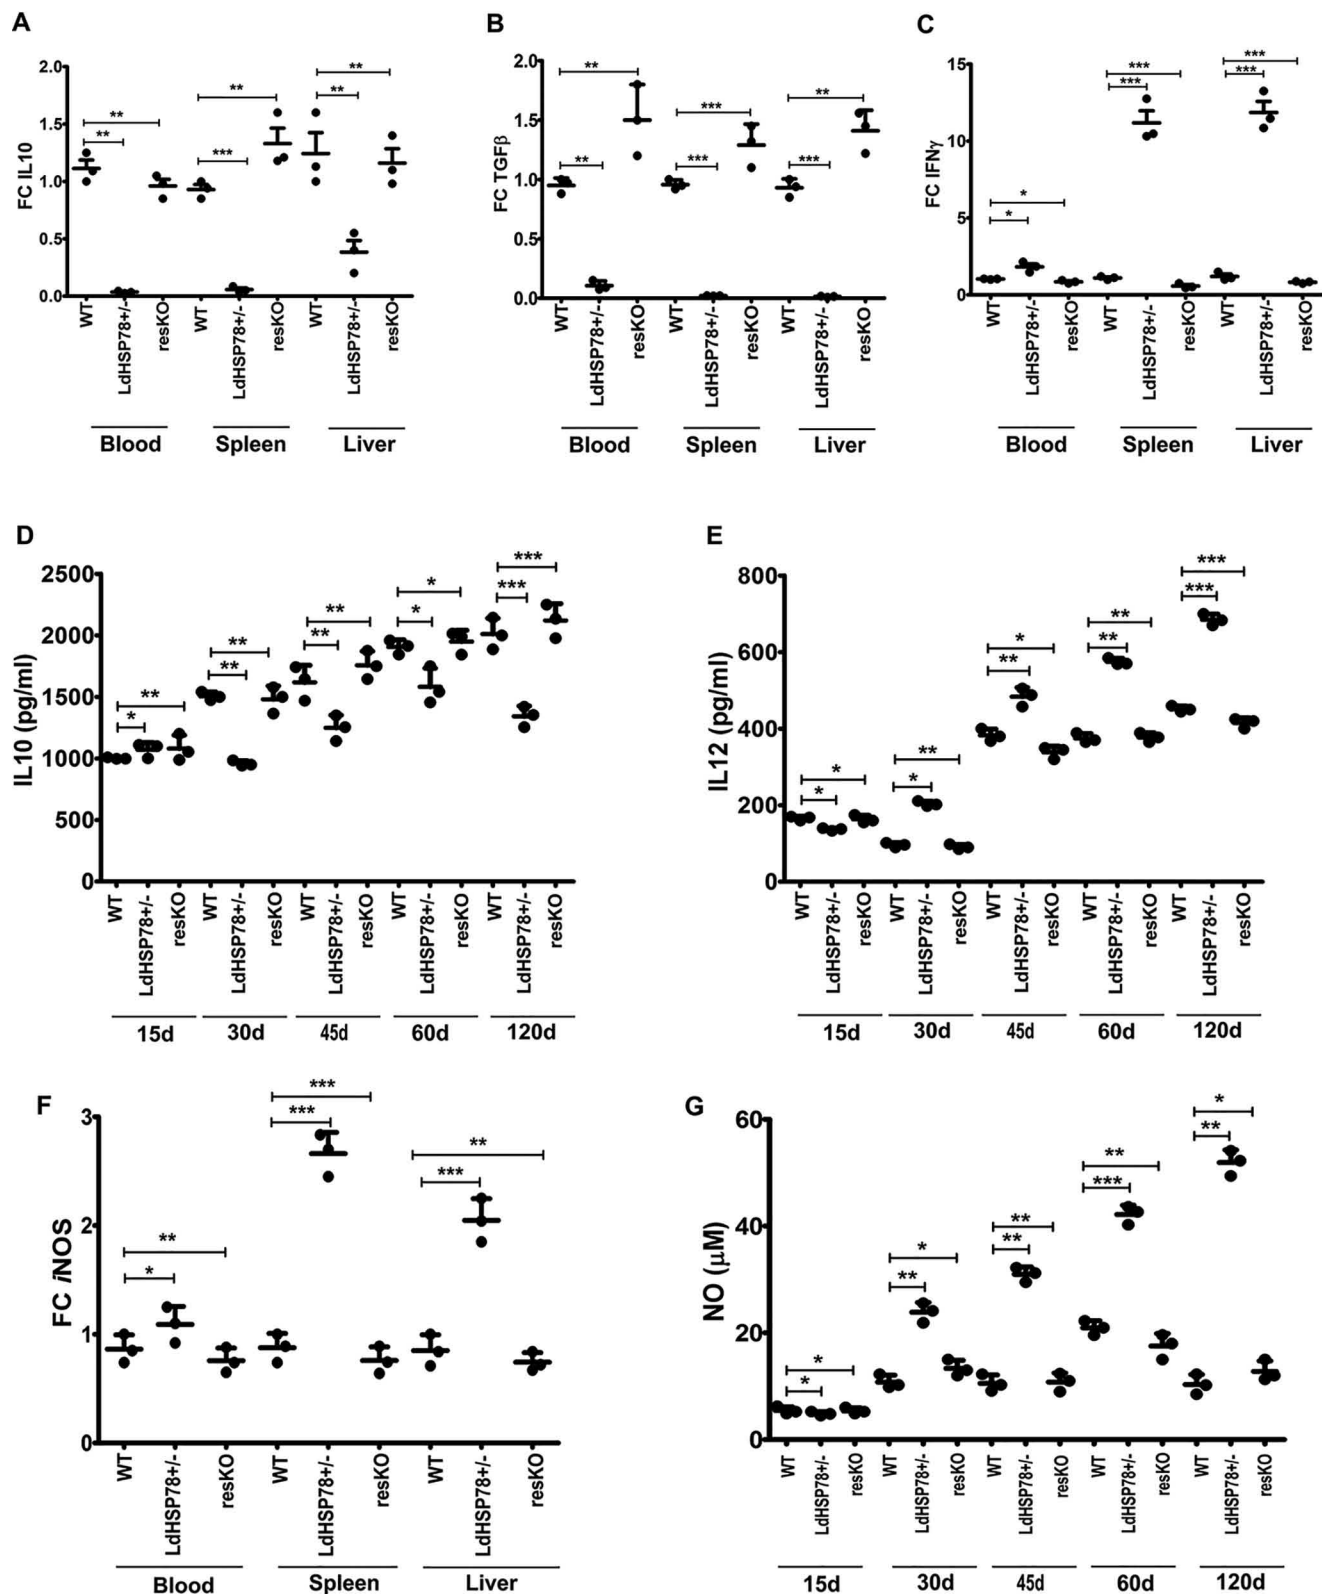 A
FC IL10
2.0
1.5
1.0
0.5
0.0
** ** *** ** ** **
WT LdHSP78+/- resKO WT LdHSP78+/- resKO WT LdHSP78+/- resKO
Blood Spleen Liver
B
FC TGFβ
2.0
1.5
1.0
0.5
0.0
** ** *** *** ** ***
WT LdHSP78+/- resKO WT LdHSP78+/- resKO WT LdHSP78+/- resKO
Blood Spleen Liver
C
FC IFNγ
15
10
5
0
* * *** *** *** ***
WT LdHSP78+/- resKO WT LdHSP78+/- resKO WT LdHSP78+/- resKO
Blood Spleen Liver
D
IL10 (pg/ml)
2500
2000
1500
1000
500
0
** * ** ** ** ** * * *** ***
WT LdHSP78+/- resKO WT LdHSP78+/- resKO WT LdHSP78+/- resKO WT LdHSP78+/- resKO WT LdHSP78+/- resKO
15d 30d 45d 60d 120d
E
IL12 (pg/ml)
800
600
400
200
0
* * ** * * ** ** ** *** ***
WT LdHSP78+/- resKO WT LdHSP78+/- resKO WT LdHSP78+/- resKO WT LdHSP78+/- resKO WT LdHSP78+/- resKO
15d 30d 45d 60d 120d
F
FC iNOS
3
2
1
0
** * *** *** ** ***
WT LdHSP78+/- resKO WT LdHSP78+/- resKO WT LdHSP78+/- resKO
Blood Spleen Liver
G
NO (µM)
60
40
20
0
* * * ** ** ** ** *** * **
WT LdHSP78+/- resKO WT LdHSP78+/- resKO WT LdHSP78+/- resKO WT LdHSP78+/- resKO WT LdHSP78+/- resKO
15d 30d 45d 60d 120d